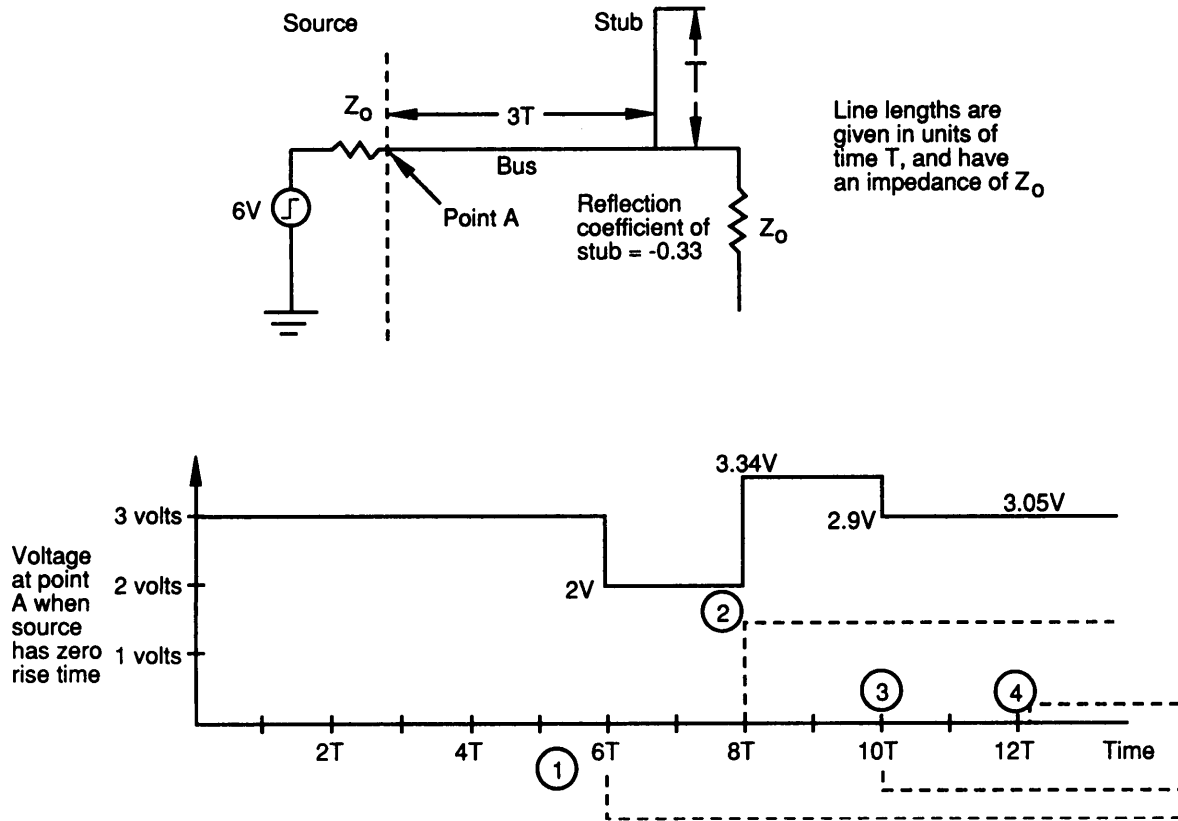 Source
Stub
T
Zo
3T
Line lengths are
given in units of
time T, and have
an impedance of Zo
Bus
6V
Point A
Reflection
coefficient of
stub = -0.33
Zo
3.34V
3 volts
2.9V
3.05V
Voltage
at point
A when
source
has zero
rise time
2 volts
2V
2
1 volts
3
4
2T
4T
6T
8T
10T
12T
Time
1